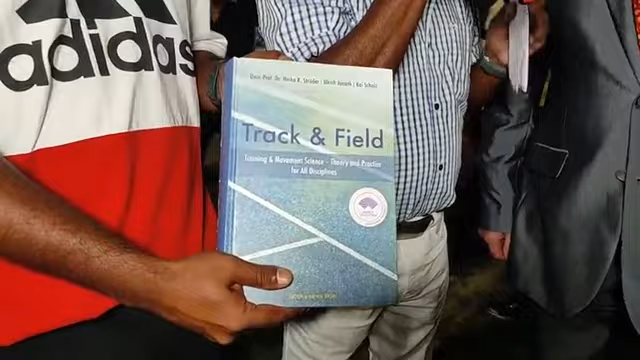 adidas
Univ.-Prof. Dr. Heiko K. Strüder | Ulrich Jonath | Kai Scholz
Track & Field
Training & Movement Science – Theory and Practice
for All Disciplines